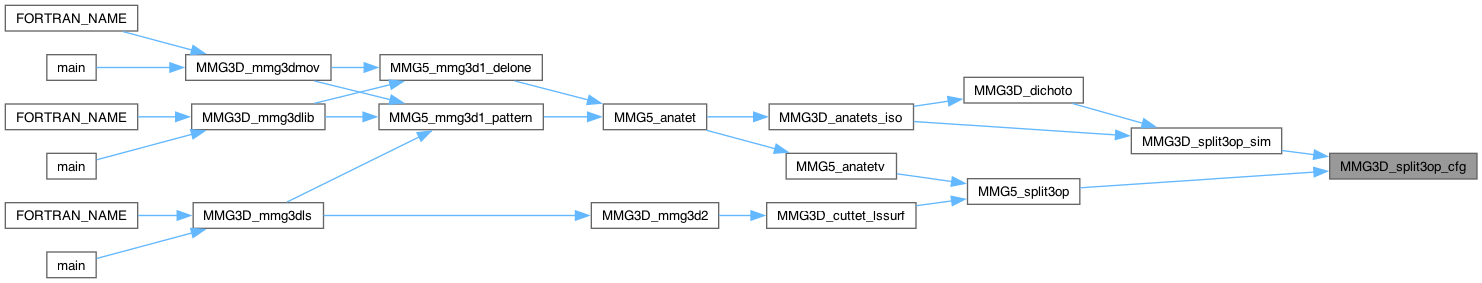 FORTRAN_NAME
main
MMG3D_mmg3dmov
MMG5_mmg3d1_delone
MMG3D_dichoto
FORTRAN_NAME
MMG3D_mmg3dlib
MMG5_mmg3d1_pattern
MMG5_anatet
MMG3D_anatets_iso
MMG3D_split3op_sim
main
MMG5_anatetv
MMG3D_split3op_cfg
MMG5_split3op
FORTRAN_NAME
MMG3D_mmg3dls
MMG3D_mmg3d2
MMG3D_cuttet_lssurf
main